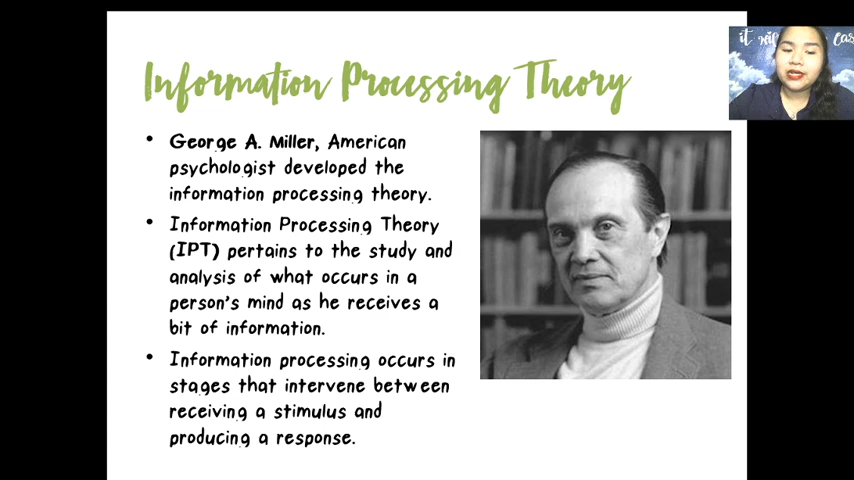 Information Processing Theory
• George A. Miller, American
psychologist developed the
information processing theory.
• Information Processing Theory
(IPT) pertains to the study and
analysis of what occurs in a
person's mind as he receives a
bit of information.
• Information processing occurs in
stages that intervene between
receiving a stimulus and
producing a response.
it